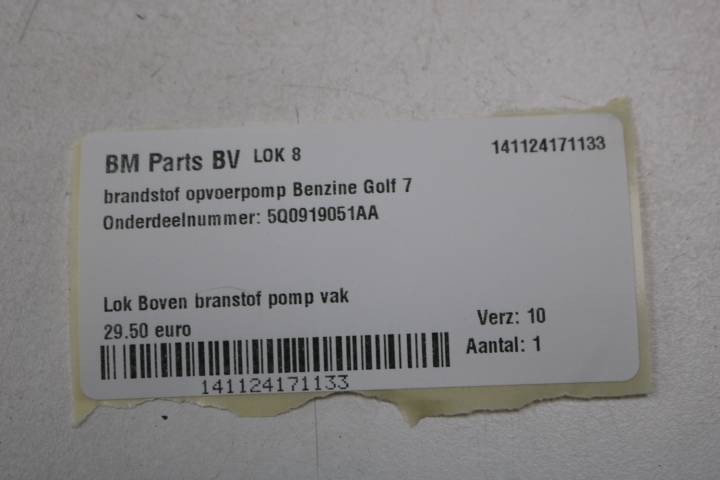 BM Parts BV LOK 8 141124171133
brandstof opvoerpomp Benzine Golf 7
Onderdeelnummer: 5Q0919051AA
Lok Boven branstof pomp vak
29.50 euro
Verz: 10
Aantal: 1
141124171133